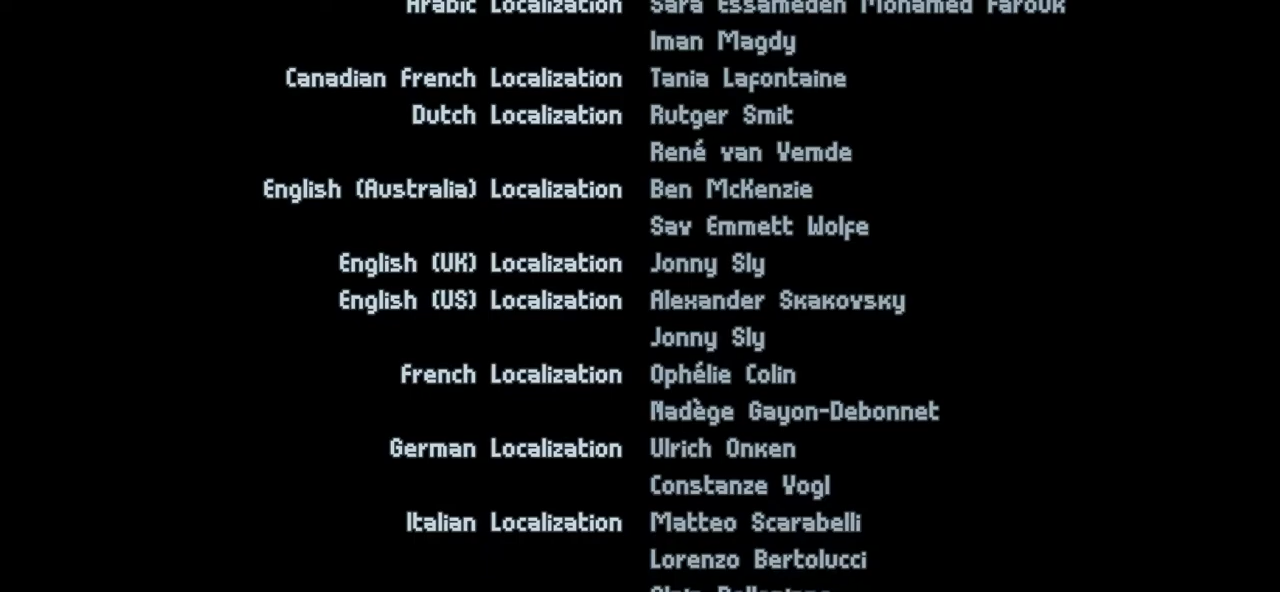 Arabic Localization Sara Essameden Mohamed Farouk
Iman Magdy
Canadian French Localization Tania Lafontaine
Dutch Localization Rutger Smit
René van Vemde
English (Australia) Localization Ben McKenzie
Sav Emmett Wolfe
English (UK) Localization Jonny Sly
English (US) Localization Alexander Skakovsky
Jonny Sly
French Localization Ophélie Colin
Nadège Gayon-Debonnet
German Localization Ulrich Onken
Constanze Vogl
Italian Localization Matteo Scarabelli
Lorenzo Bertolucci